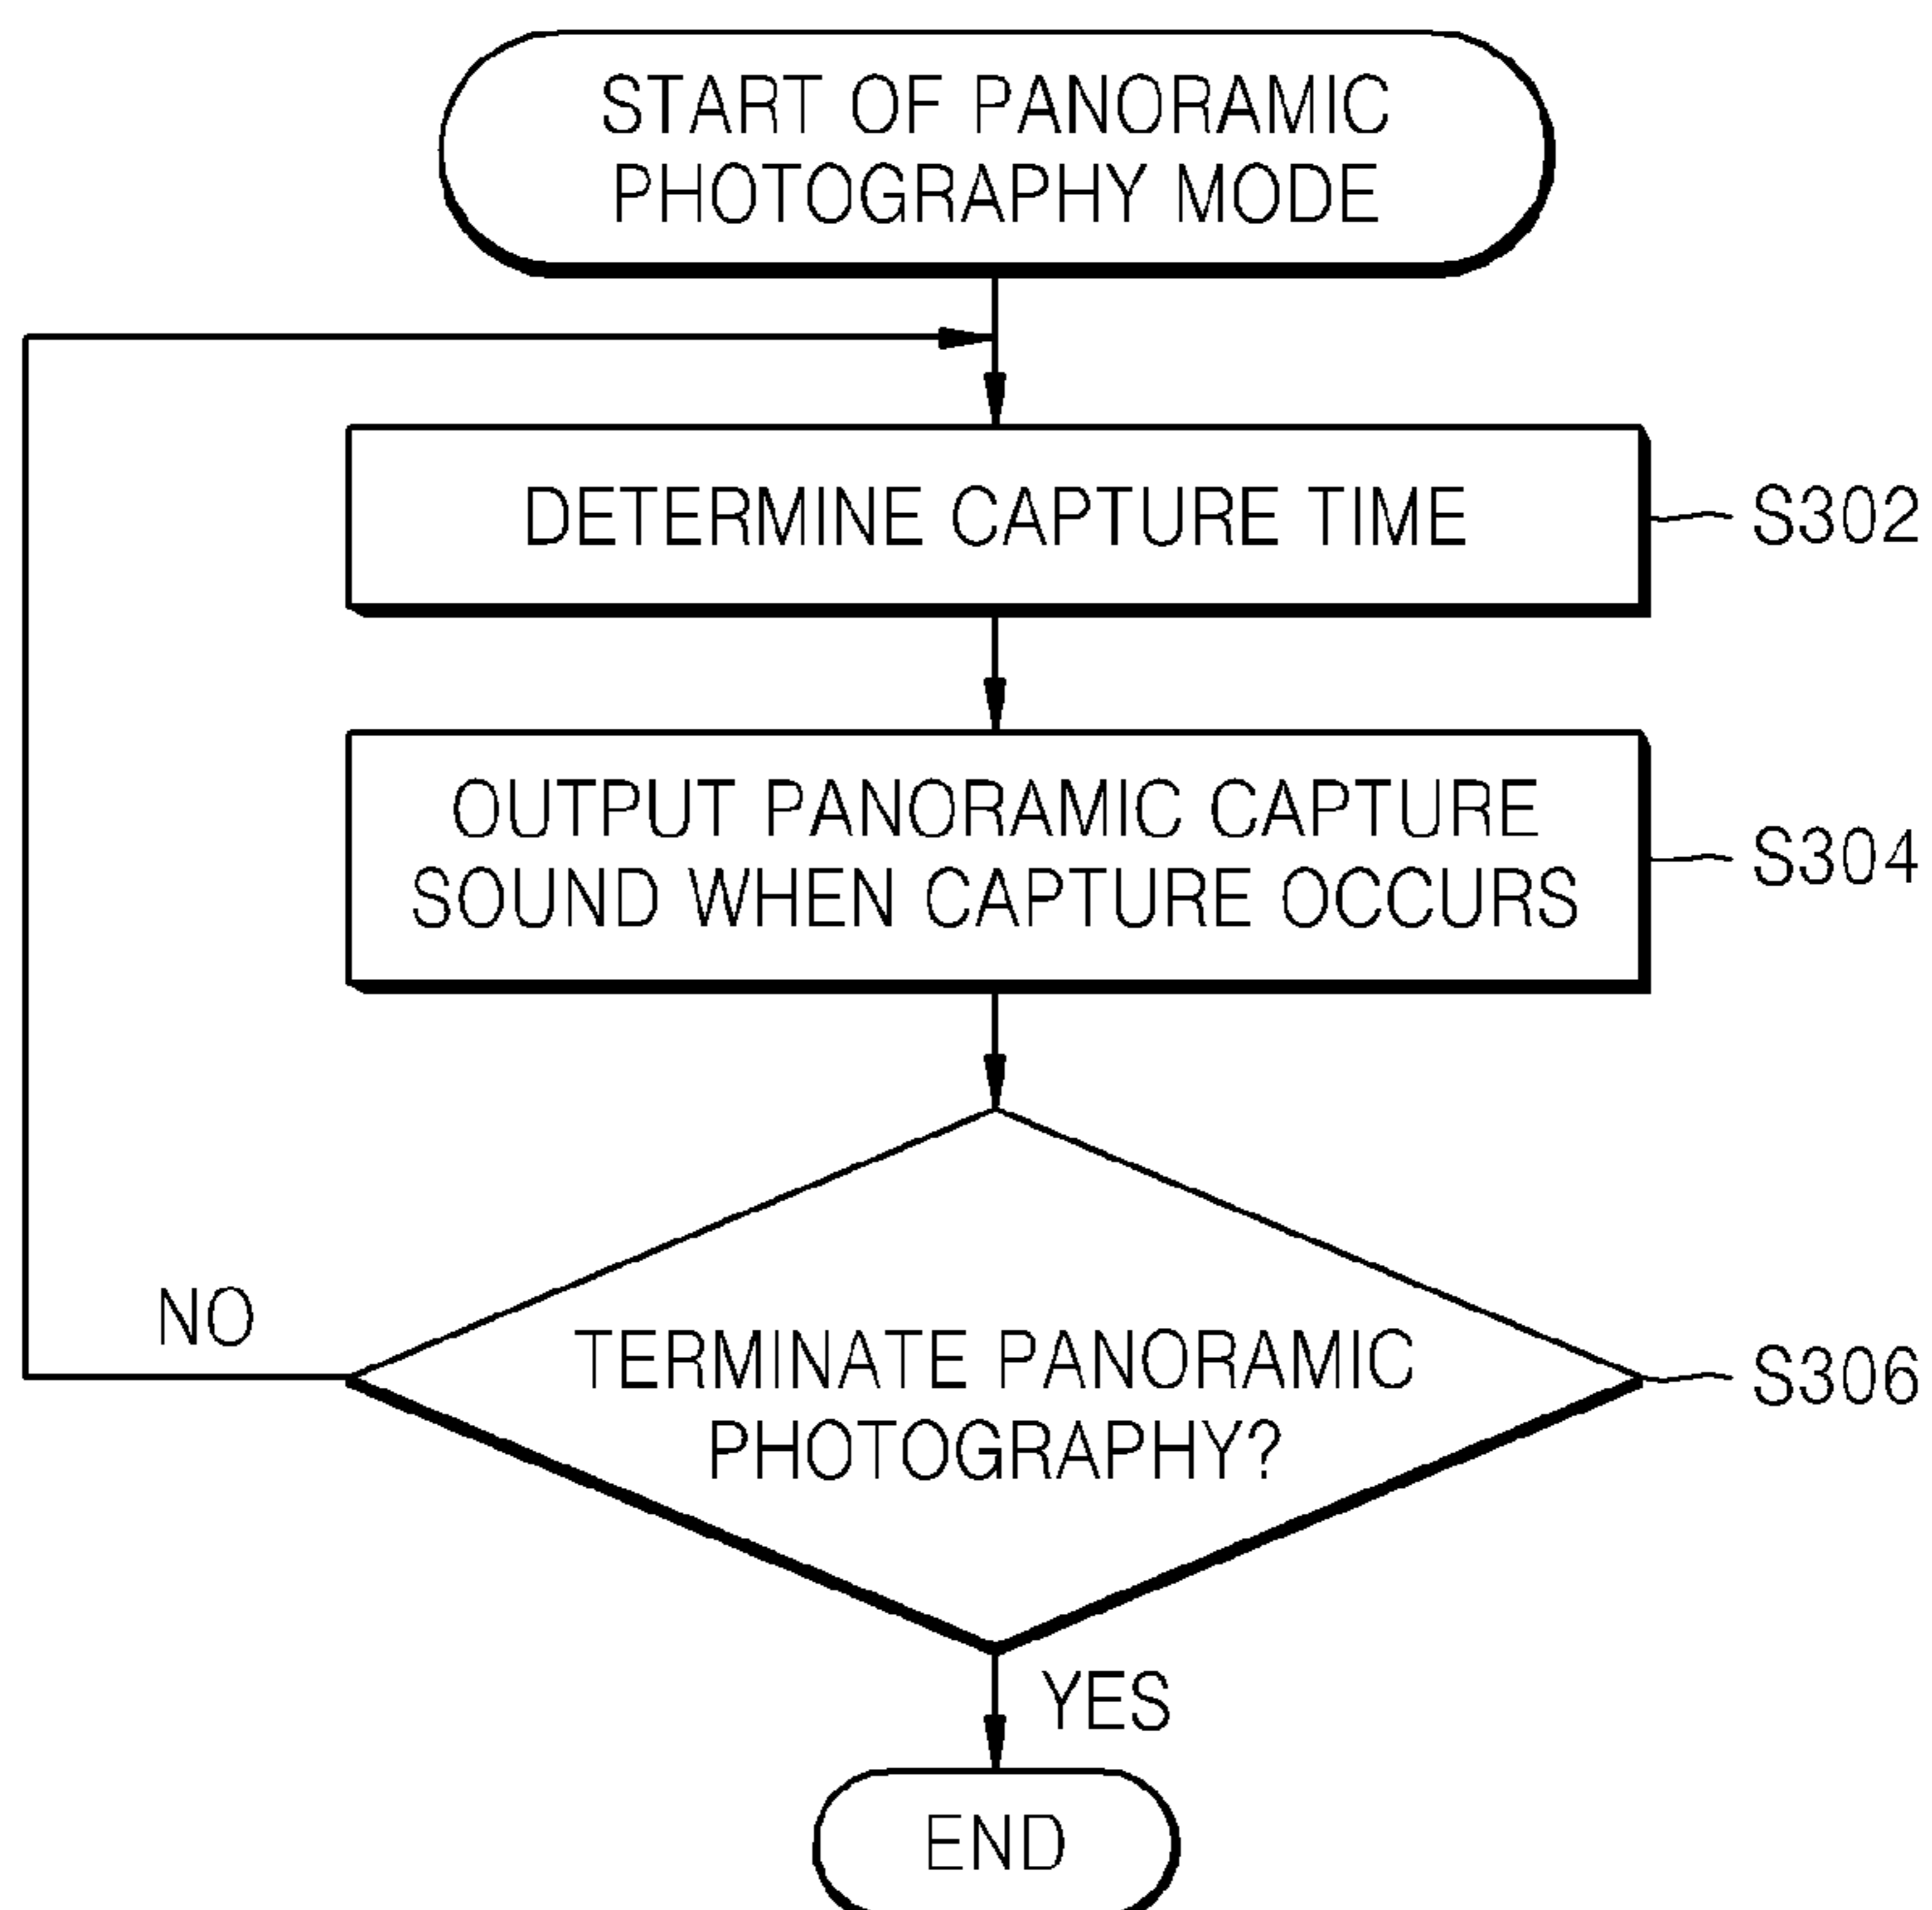 START OF PANORAMIC
PHOTOGRAPHY MODE
DETERMINE CAPTURE TIME
S302
OUTPUT PANORAMIC CAPTURE
SOUND WHEN CAPTURE OCCURS
S304
NO
TERMINATE PANORAMIC
PHOTOGRAPHY?
S306
YES
END